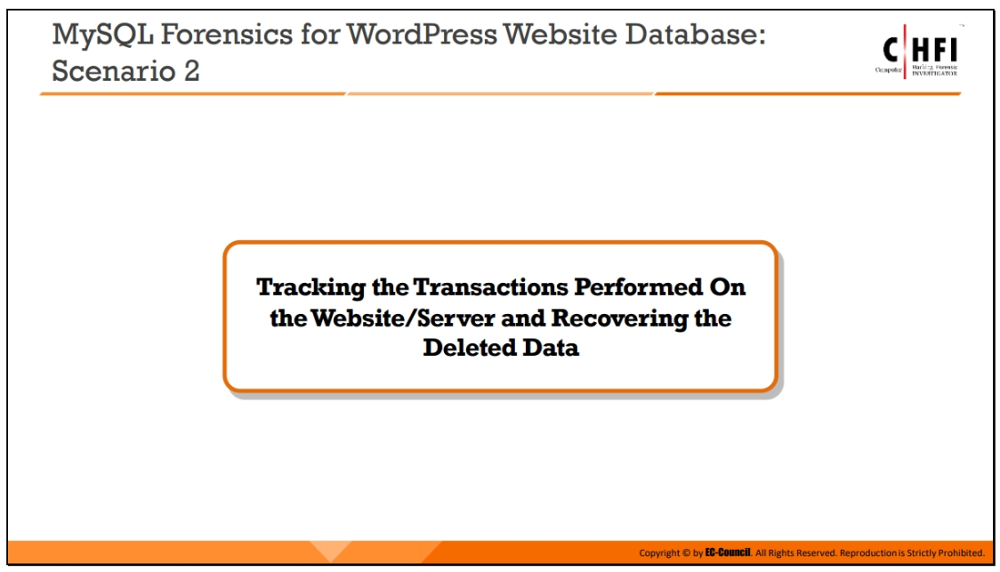 MySQL Forensics for WordPress Website Database:
Scenario 2
C HFI
Computer Hacking Forensic
INVESTIGATOR
Tracking the Transactions Performed On
the Website/Server and Recovering the
Deleted Data
Copyright © by EC-Council. All Rights Reserved. Reproduction is Strictly Prohibited.